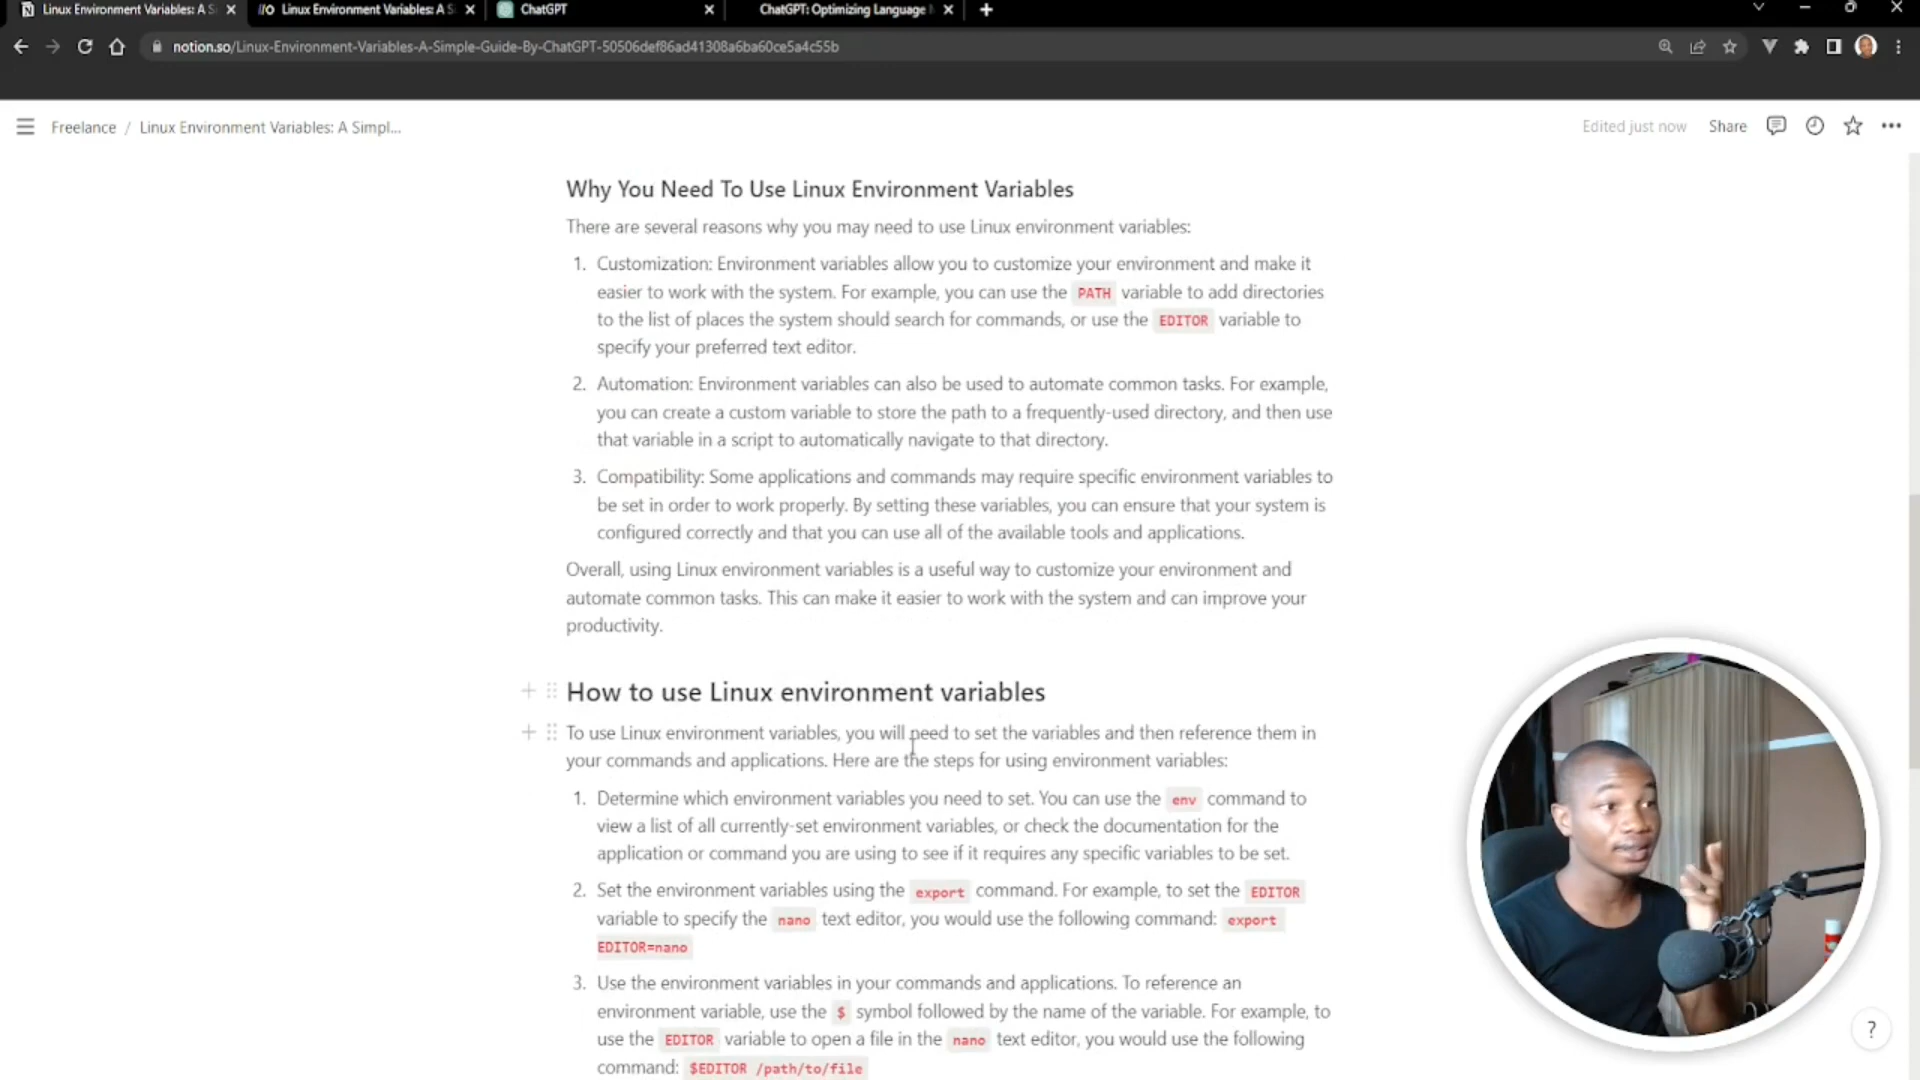 Linux Environment Variables: A S
Linux Environment Variables: A S
ChatGPT
ChatGPT: Optimizing Language
notion.so/Linux-Environment-Variables-A-Simple-Guide-By-ChatGPT-50506def86ad41308a6ba60ce5a4c55b
Freelance / Linux Environment Variables: A Simpl...
Edited just now
Share
Why You Need To Use Linux Environment Variables
There are several reasons why you may need to use Linux environment variables:
1. Customization: Environment variables allow you to customize your environment and make it
easier to work with the system. For example, you can use the PATH variable to add directories
to the list of places the system should search for commands, or use the EDITOR variable to
specify your preferred text editor.
2. Automation: Environment variables can also be used to automate common tasks. For example,
you can create a custom variable to store the path to a frequently-used directory, and then use
that variable in a script to automatically navigate to that directory.
3. Compatibility: Some applications and commands may require specific environment variables to
be set in order to work properly. By setting these variables, you can ensure that your system is
configured correctly and that you can use all of the available tools and applications.
Overall, using Linux environment variables is a useful way to customize your environment and
automate common tasks. This can make it easier to work with the system and can improve your
productivity.
How to use Linux environment variables
To use Linux environment variables, you will need to set the variables and then reference them in
your commands and applications. Here are the steps for using environment variables:
1. Determine which environment variables you need to set. You can use the env command to
view a list of all currently-set environment variables, or check the documentation for the
application or command you are using to see if it requires any specific variables to be set.
2. Set the environment variables using the export command. For example, to set the EDITOR
variable to specify the nano text editor, you would use the following command: export
EDITOR=nano
3. Use the environment variables in your commands and applications. To reference an
environment variable, use the $ symbol followed by the name of the variable. For example, to
use the EDITOR variable to open a file in the nano text editor, you would use the following
command: $EDITOR /path/to/file
?